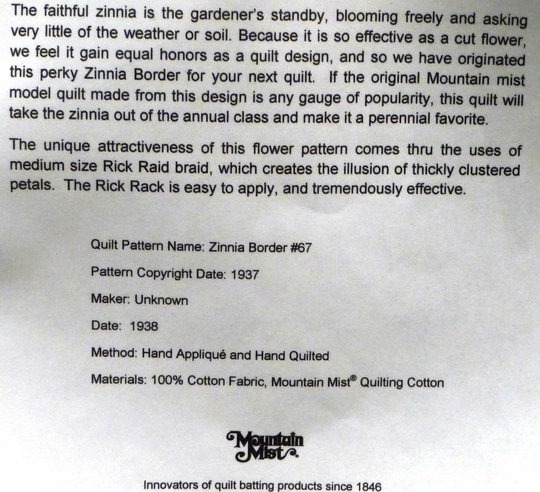 The faithful zinnia is the gardener's standby, blooming freely and asking
very little of the weather or soil. Because it is so effective as a cut flower,
we feel it gain equal honors as a quilt design, and so we have originated
this perky Zinnia Border for your next quilt. If the original Mountain mist
model quilt made from this design is any gauge of popularity, this quilt will
take the zinnia out of the annual class and make it a perennial favorite.
The unique attractiveness of this flower pattern comes thru the uses of
medium size Rick Raid braid, which creates the illusion of thickly clustered
petals. The Rick Rack is easy to apply, and tremendously effective.
Quilt Pattern Name: Zinnia Border #67
Pattern Copyright Date: 1937
Maker: Unknown
Date: 1938
Method: Hand Appliqué and Hand Quilted
Materials: 100% Cotton Fabric, Mountain Mist® Quilting Cotton
Mountain
Mist
Innovators of quilt batting products since 1846